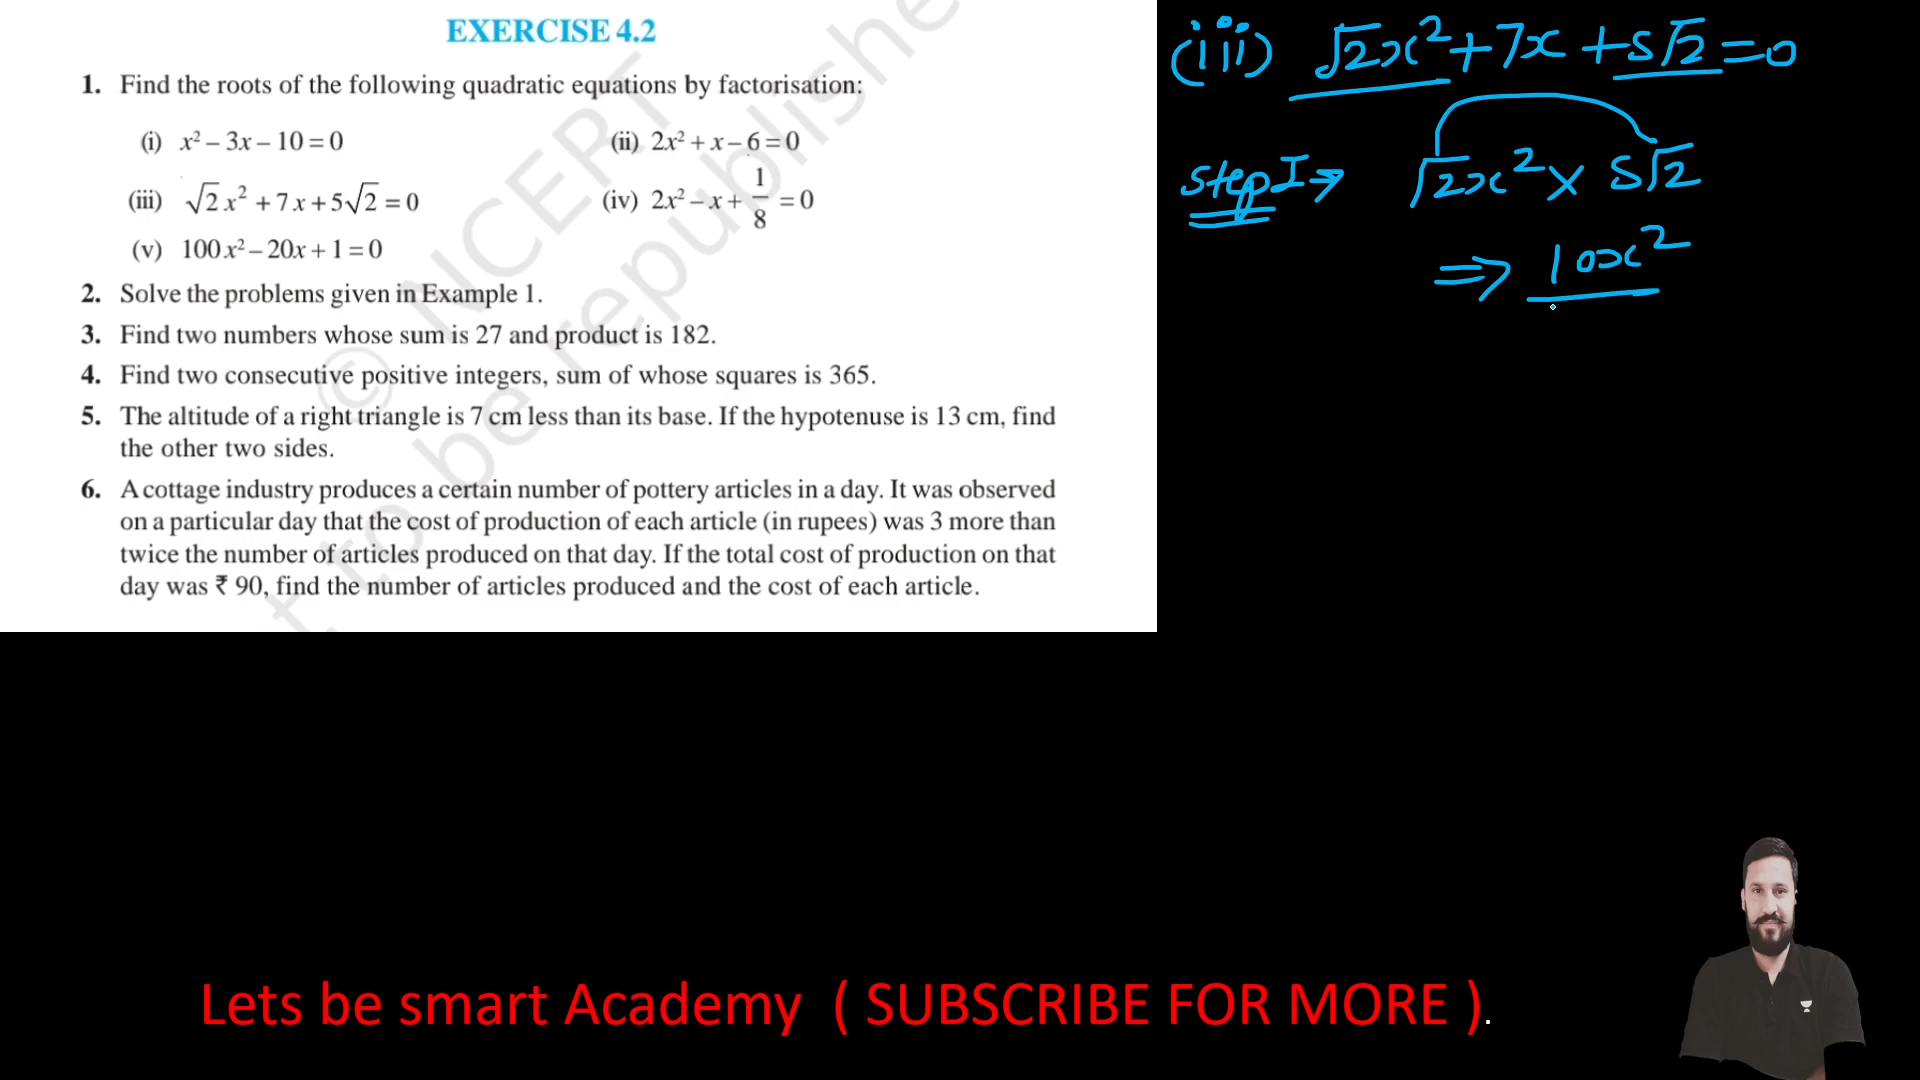 EXERCISE 4.2
1. Find the roots of the following quadratic equations by factorisation:
(i) x² – 3x – 10 = 0
(ii) 2x² + x – 6 = 0
(iii) √2 x² + 7x + 5√2 = 0
(iv) 2x² – x + 1/8 = 0
(v) 100x² – 20x + 1 = 0
2. Solve the problems given in Example 1.
3. Find two numbers whose sum is 27 and product is 182.
4. Find two consecutive positive integers, sum of whose squares is 365.
5. The altitude of a right triangle is 7 cm less than its base. If the hypotenuse is 13 cm, find
the other two sides.
6. A cottage industry produces a certain number of pottery articles in a day. It was observed
on a particular day that the cost of production of each article (in rupees) was 3 more than
twice the number of articles produced on that day. If the total cost of production on that
day was ₹ 90, find the number of articles produced and the cost of each article.
© NCERT
t to be republishe
(iii) √2x² + 7x + 5√2 = 0
Step I → √2x² × 5√2
⇒ 10x²
Lets be smart Academy ( SUBSCRIBE FOR MORE ).